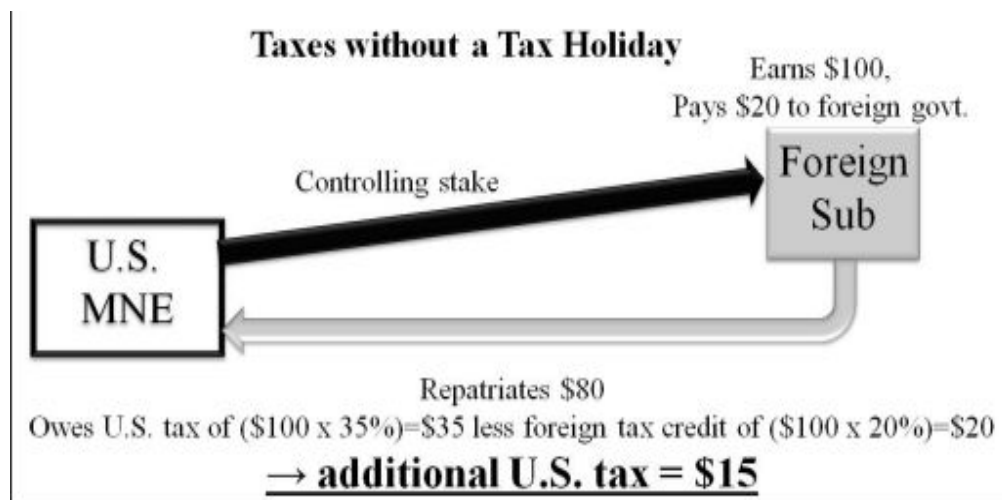 Taxes without a Tax Holiday
Earns $100,
Pays $20 to foreign govt.
Controlling stake
Foreign
Sub
U.S.
MNE
Repatriates $80
Owes U.S. tax of ($100 x 35%)=$35 less foreign tax credit of ($100 x 20%)=$20
→ additional U.S. tax = $15